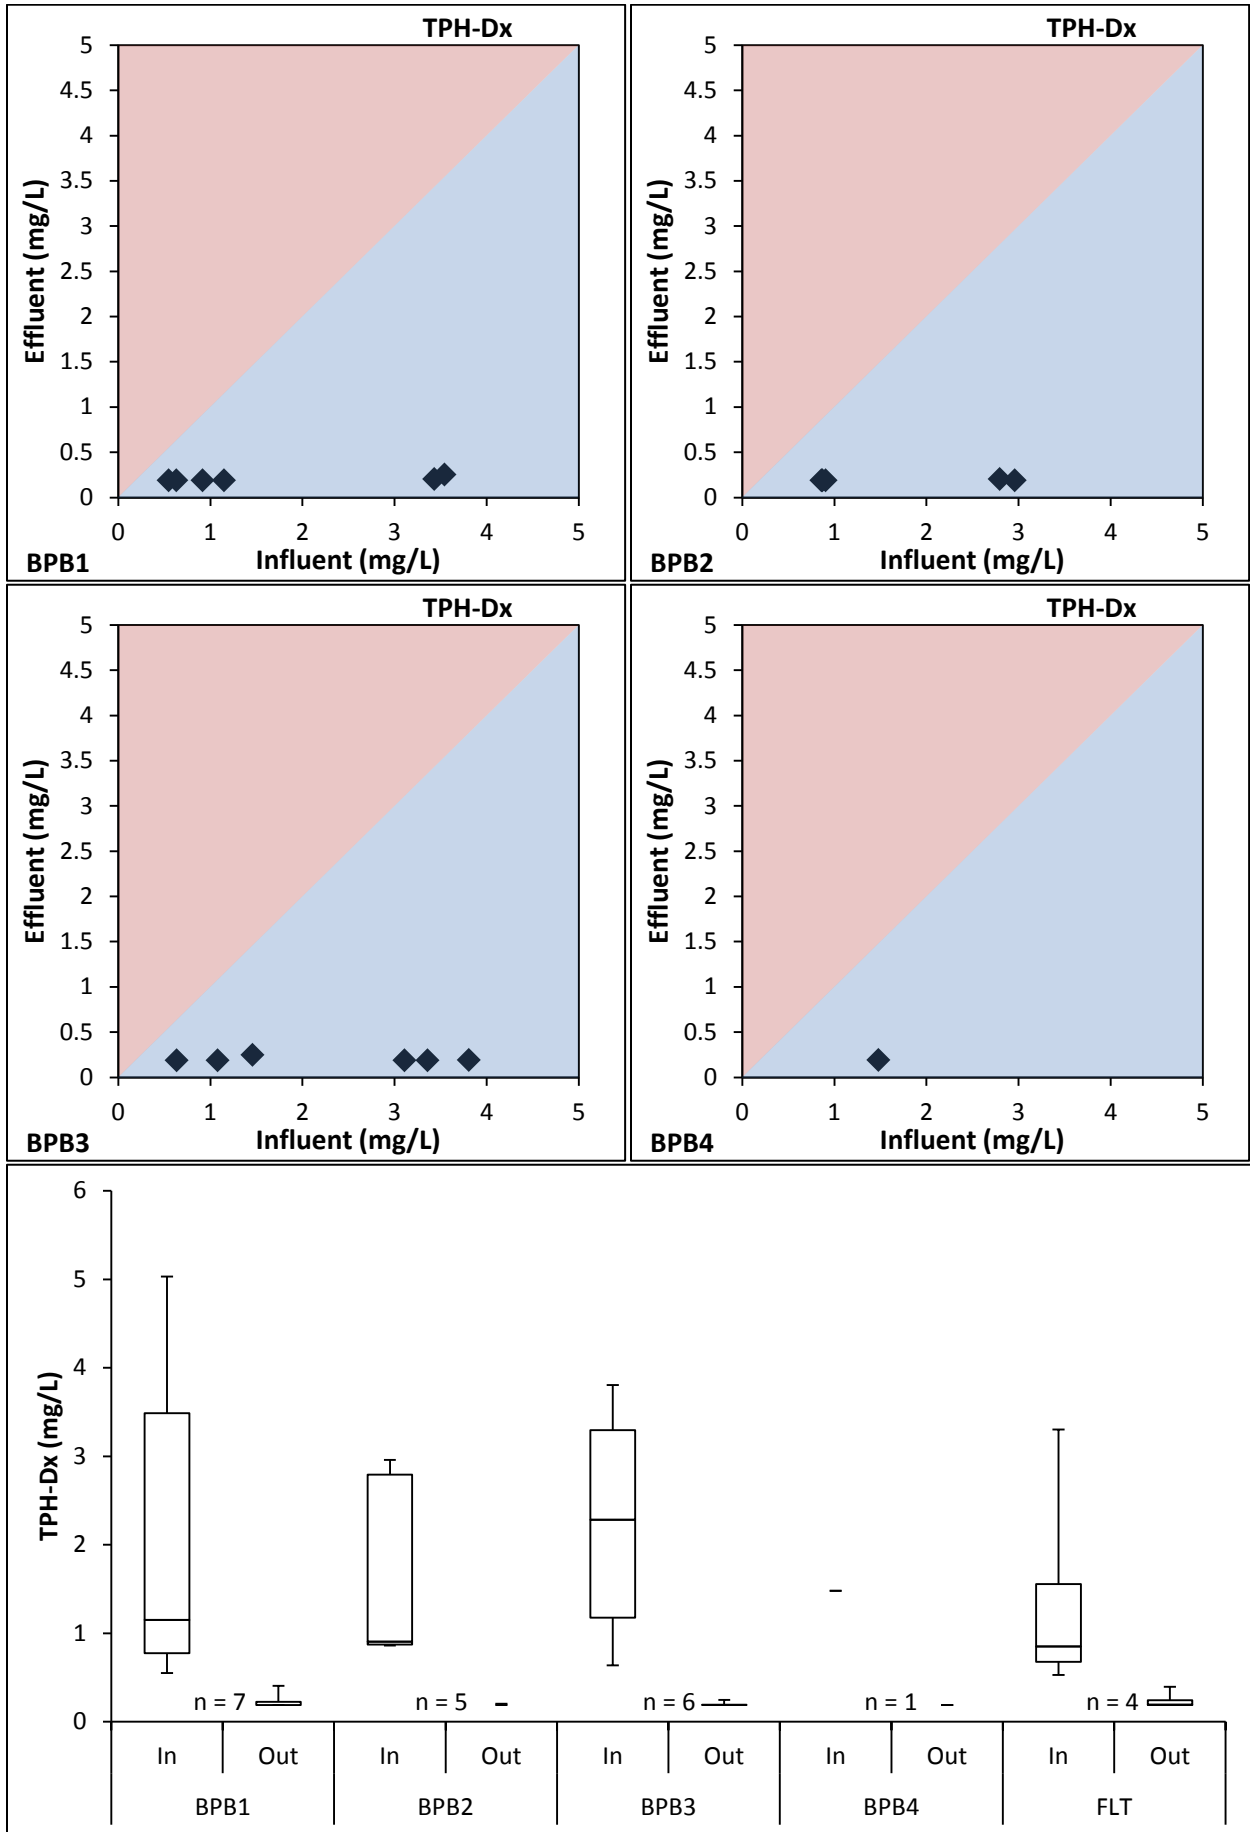 TPH-Dx
5
4.5
4
3.5
3
2.5
2
1.5
1
0.5
0
Effluent (mg/L)
0 1 2 3 4 5
Influent (mg/L)
BPB1
TPH-Dx
5
4.5
4
3.5
3
2.5
2
1.5
1
0.5
0
Effluent (mg/L)
0 1 2 3 4 5
Influent (mg/L)
BPB2
TPH-Dx
5
4.5
4
3.5
3
2.5
2
1.5
1
0.5
0
Effluent (mg/L)
0 1 2 3 4 5
Influent (mg/L)
BPB3
TPH-Dx
5
4.5
4
3.5
3
2.5
2
1.5
1
0.5
0
Effluent (mg/L)
0 1 2 3 4 5
Influent (mg/L)
BPB4
6
5
4
3
2
1
0
TPH-Dx (mg/L)
n = 7 n = 5 n = 6 n = 1 n = 4
In Out In Out In Out In Out In Out
BPB1 BPB2 BPB3 BPB4 FLT